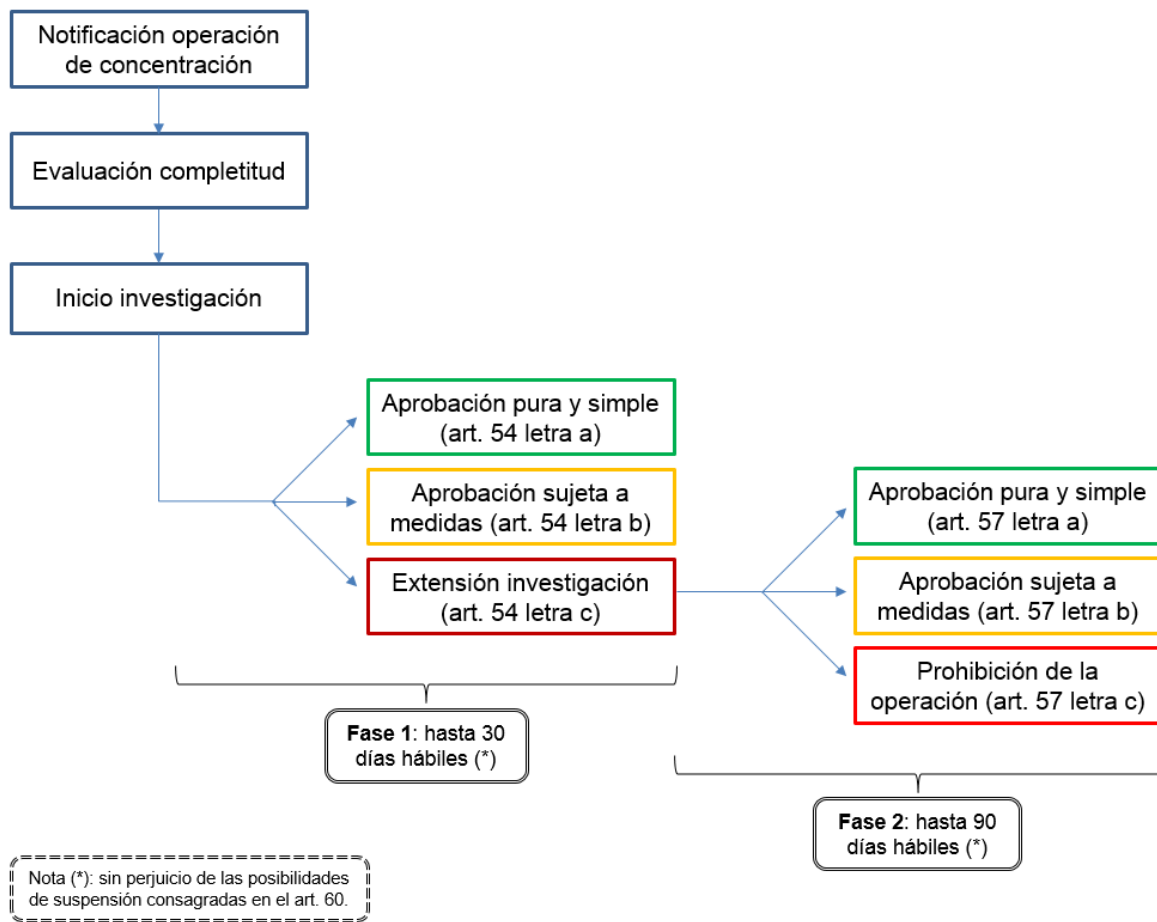 Notificación operación
de concentración
Evaluación completitud
Inicio investigación
Aprobación pura y simple
(art. 54 letra a)
Aprobación sujeta a
medidas (art. 54 letra b)
Extensión investigación
(art. 54 letra c)
Aprobación pura y simple
(art. 57 letra a)
Aprobación sujeta a
medidas (art. 57 letra b)
Prohibición de la
operación (art. 57 letra c)
Fase 1: hasta 30
días hábiles (*)
Fase 2: hasta 90
días hábiles (*)
Nota (*): sin perjuicio de las posibilidades
de suspensión consagradas en el art. 60.